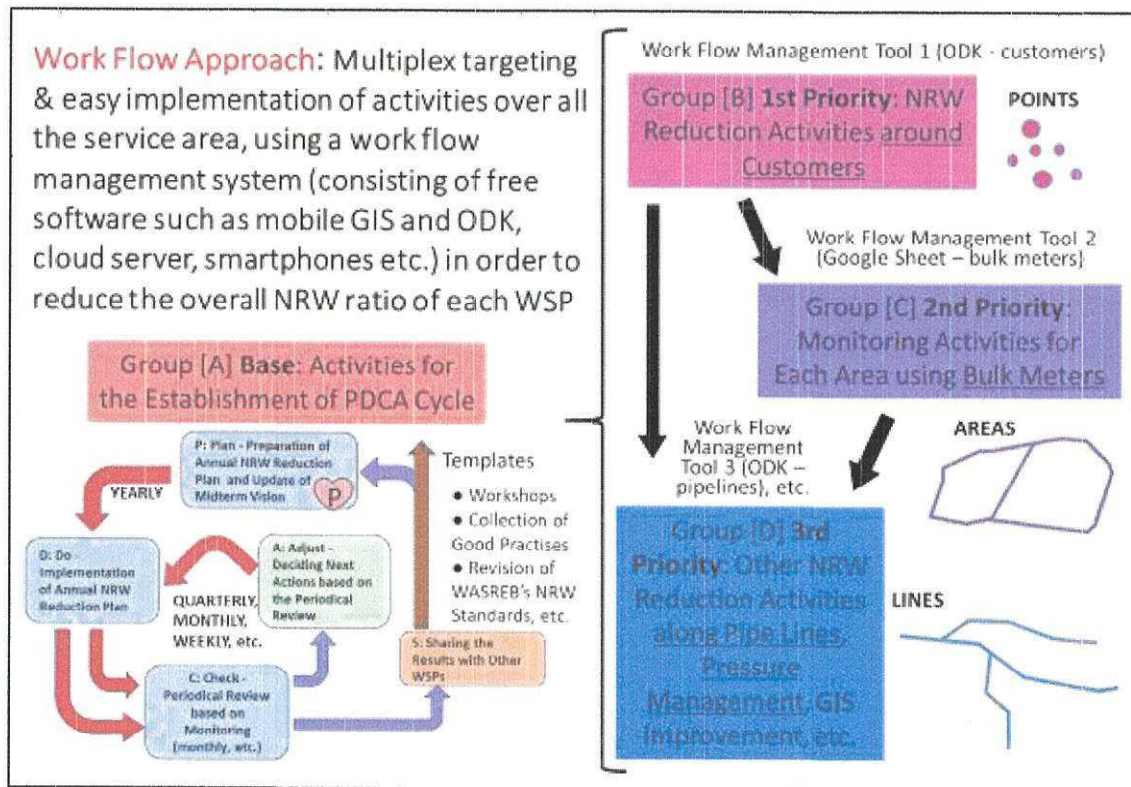 Work Flow Approach: Multiplex targeting
& easy implementation of activities over all
the service area, using a work flow
management system (consisting of free
software such as mobile GIS and ODK,
cloud server, smartphones etc.) in order to
reduce the overall NRW ratio of each WSP
Group [A] Base: Activities for
the Establishment of PDCA Cycle
P: Plan - Preparation of
Annual NRW Reduction
Plan and Update of
Midterm Vision
P
YEARLY
D: Do -
Implementation
of Annual NRW
Reduction Plan
A: Adjust -
Deciding Next
Actions based on
the Periodical
Review
QUARTERLY,
MONTHLY,
WEEKLY, etc.
C: Check -
Periodical Review
based on
Monitoring
(monthly, etc.)
S: Sharing the
Results with Other
WSPs
Templates
● Workshops
● Collection of
Good Practises
● Revision of
WASREB's NRW
Standards, etc.
Work Flow Management Tool 1 (ODK - customers)
Group [B] 1st Priority: NRW
Reduction Activities around
Customers
POINTS
Work Flow Management Tool 2
(Google Sheet – bulk meters)
Group [C] 2nd Priority:
Monitoring Activities for
Each Area using Bulk Meters
AREAS
Work Flow
Management
Tool 3 (ODK –
pipelines), etc.
Group [D] 3rd
Priority: Other NRW
Reduction Activities
along Pipe Lines,
Pressure
Management, GIS
Improvement, etc.
LINES